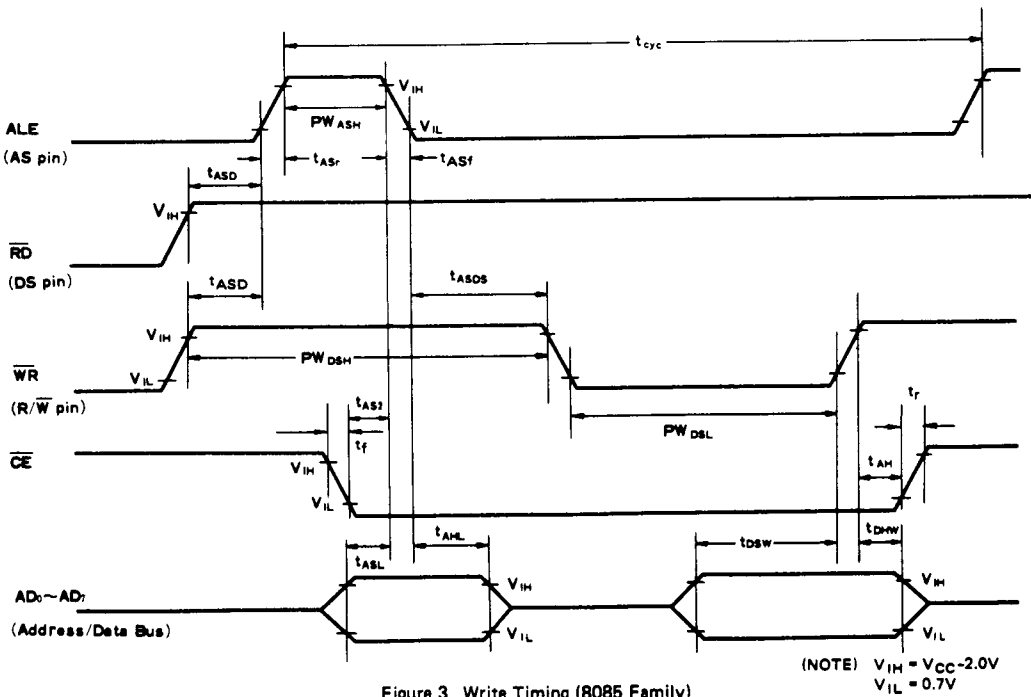 tcyc
VIH
PWASH
ALE
VIL
(AS pin)
tASr
tASf
tASD
VIH
RD
(DS pin)
tASD
tASDS
VIH
PWDSH
WR
VIL
(R/W pin)
tAS2
tr
PWDSL
tf
CE
VIH
tAH
VIL
tAHL
tDSW
tDHW
tASL
VIH
AD₀~AD₇
(Address/Data Bus)
VIL
VIH
VIL
(NOTE) VIH = VCC-2.0V
VIL = 0.7V
Figure 3 Write Timing (8085 Family)